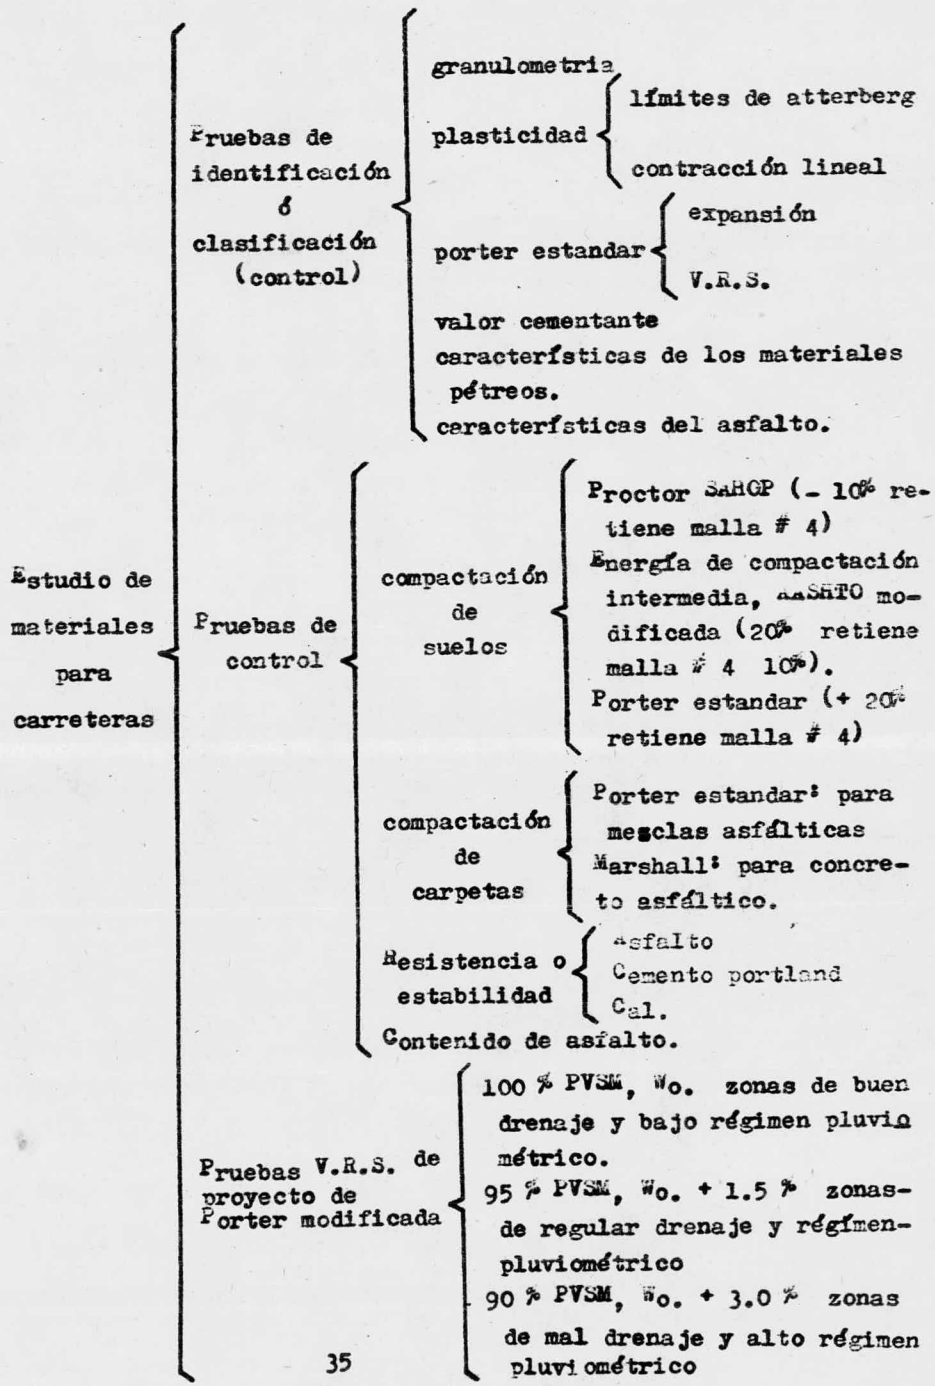 Estudio de
materiales
para
carreteras
Pruebas de
identificación
ó
clasificación
(control)
granulometria
plasticidad
límites de atterberg
contracción lineal
porter estandar
expansión
V.R.S.
valor cementante
características de los materiales
pétreos.
características del asfalto.
Pruebas de
control
compactación
de
suelos
Proctor SAHOP (- 10% re-
tiene malla # 4)
Energía de compactación
intermedia, AASHTO mo-
dificada (20% retiene
malla # 4 10%).
Porter estandar (+ 20%
retiene malla # 4)
compactación
de
carpetas
Porter estandar: para
mesclas asfálticas
Marshall: para concre-
to asfáltico.
Resistencia o
estabilidad
Asfalto
Cemento portland
Cal.
Contenido de asfalto.
Pruebas V.R.S. de
proyecto de
Porter modificada
100 % PVSM, Wo. zonas de buen
drenaje y bajo régimen pluvio
métrico.
95 % PVSM, Wo. + 1.5 % zonas-
de regular drenaje y régímen-
pluviométrico
90 % PVSM, Wo. + 3.0 % zonas
de mal drenaje y alto régimen
pluviométrico
35